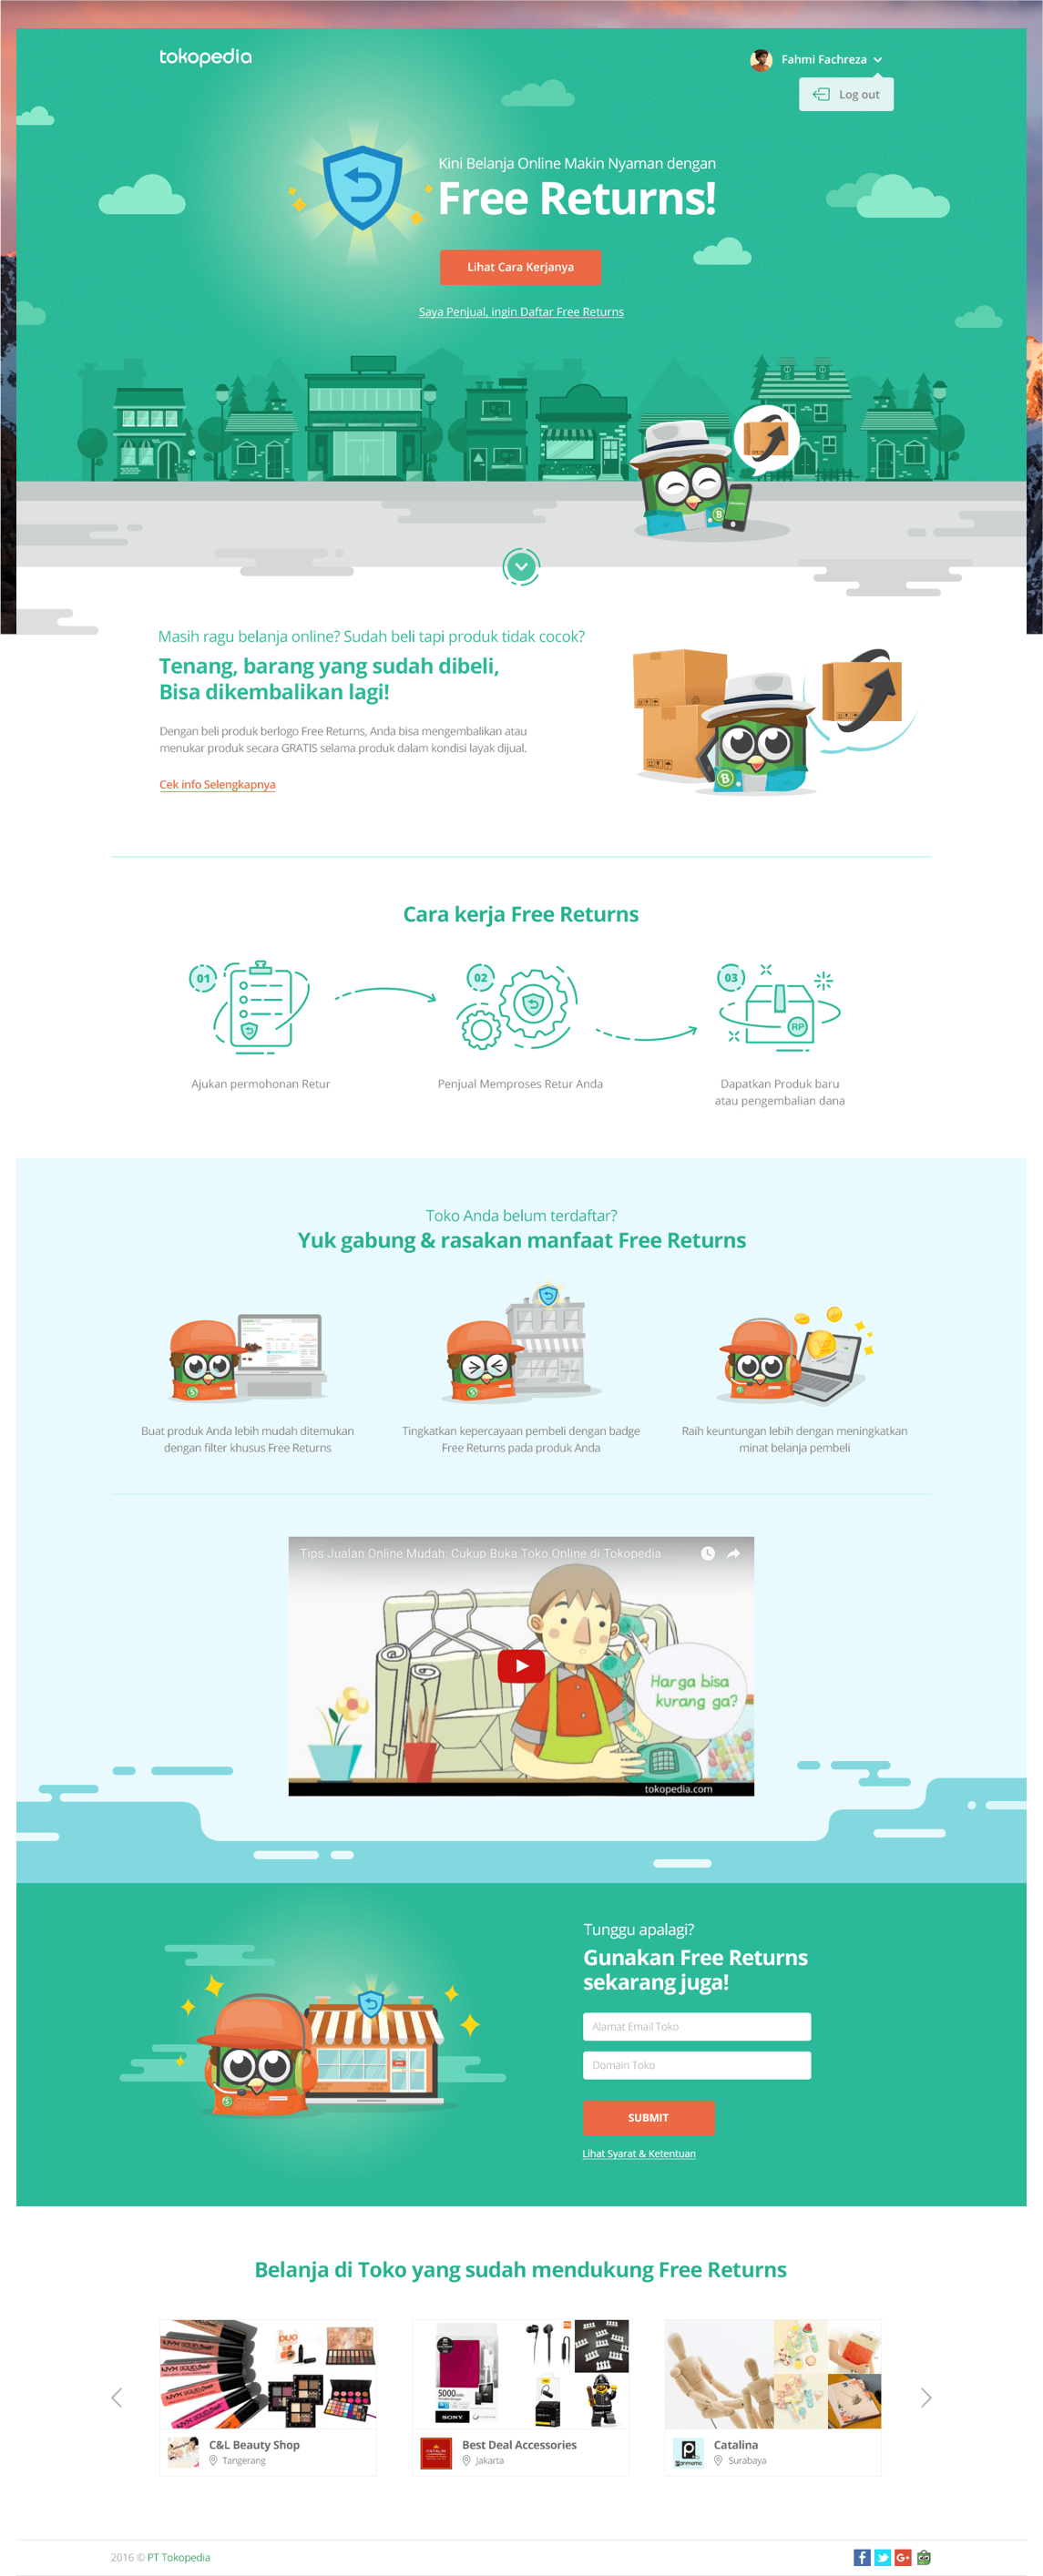 tokopedia
Fahmi Fachreza
Log out
Kini Belanja Online Makin Nyaman dengan
Free Returns!
Lihat Cara Kerjanya
Saya Penjual, ingin Daftar Free Returns
B
Masih ragu belanja online? Sudah beli tapi produk tidak cocok?
Tenang, barang yang sudah dibeli,
Bisa dikembalikan lagi!
Dengan beli produk berlogo Free Returns, Anda bisa mengembalikan atau
menukar produk secara GRATIS selama produk dalam kondisi layak dijual.
Cek info Selengkapnya
B
Cara kerja Free Returns
01
02
03
RP
Ajukan permohonan Retur
Penjual Memproses Retur Anda
Dapatkan Produk baru
atau pengembalian dana
Toko Anda belum terdaftar?
Yuk gabung & rasakan manfaat Free Returns
Buat produk Anda lebih mudah ditemukan
dengan filter khusus Free Returns
Tingkatkan kepercayaan pembeli dengan badge
Free Returns pada produk Anda
Raih keuntungan lebih dengan meningkatkan
minat belanja pembeli
Tips Jualan Online Mudah: Cukup Buka Toko Online di Tokopedia
Harga bisa
kurang ga?
tokopedia.com
Tunggu apalagi?
Gunakan Free Returns
sekarang juga!
Alamat Email Toko
Domain Toko
SUBMIT
Lihat Syarat & Ketentuan
Belanja di Toko yang sudah mendukung Free Returns
DUO
5000
SONY
C&L Beauty Shop
Tangerang
Best Deal Accessories
Jakarta
Catalina
Surabaya
2016 © PT Tokopedia